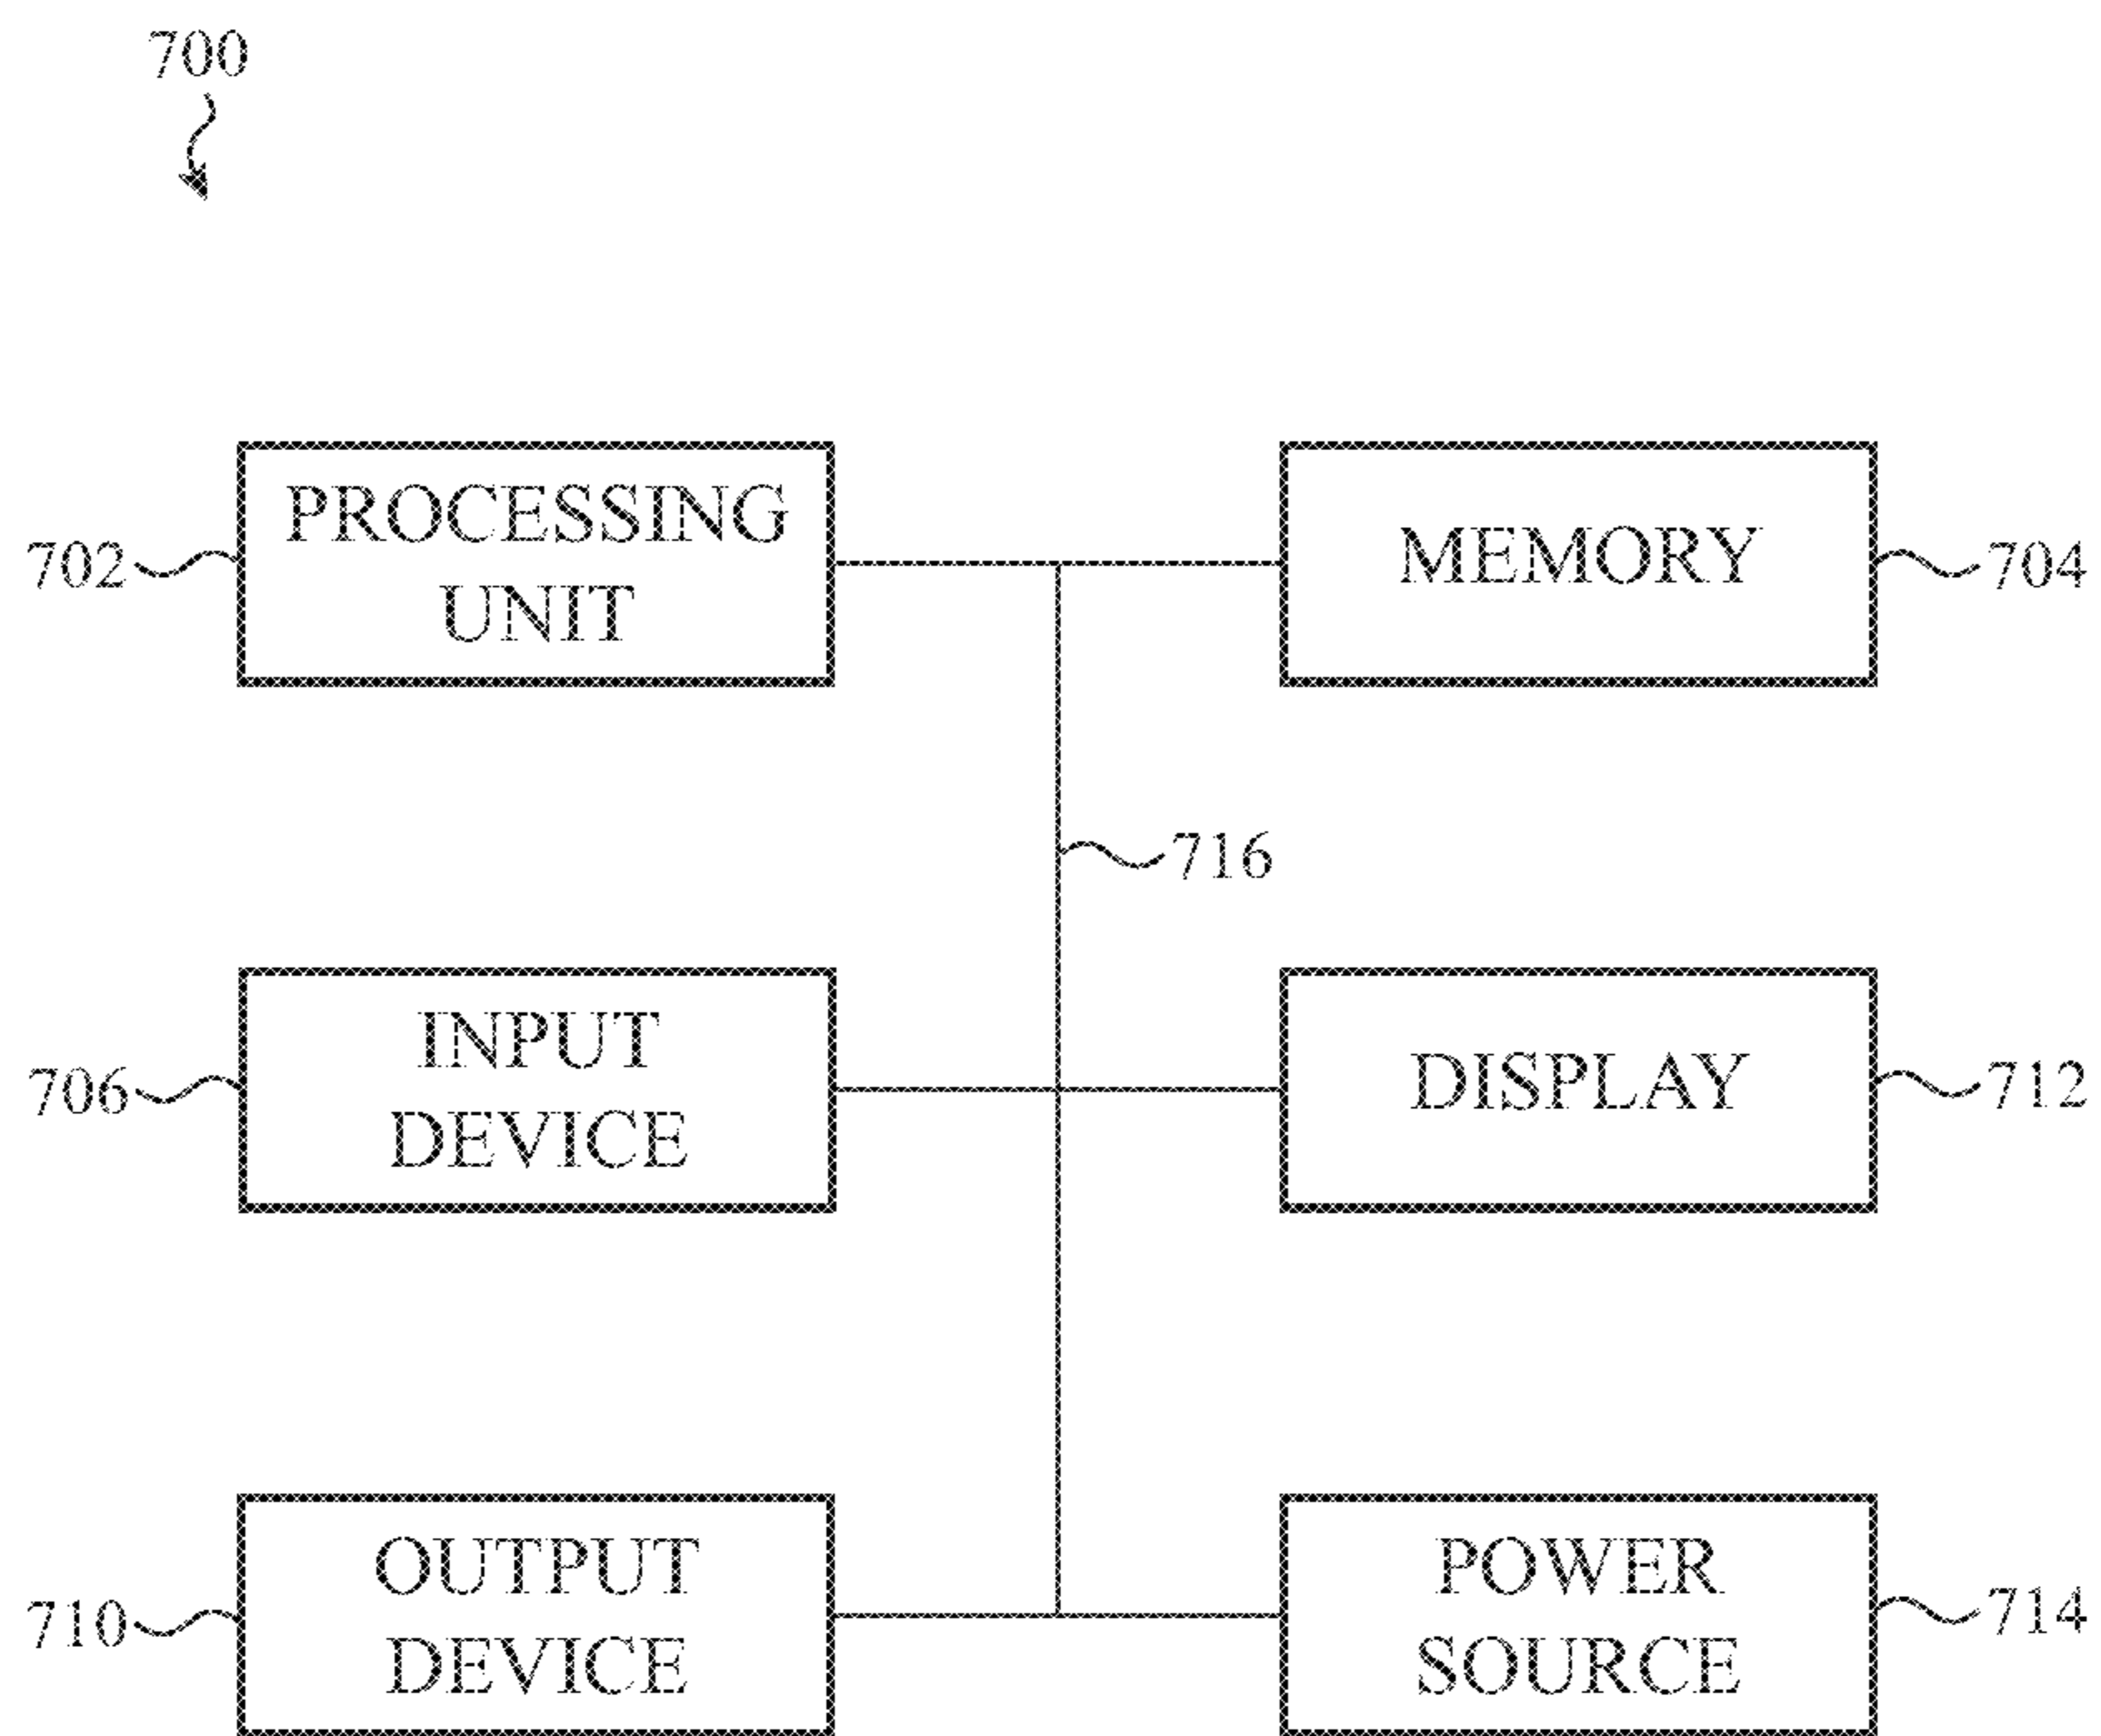 700
PROCESSING
UNIT
702
MEMORY
704
716
INPUT
DEVICE
706
DISPLAY
712
OUTPUT
DEVICE
710
POWER
SOURCE
714